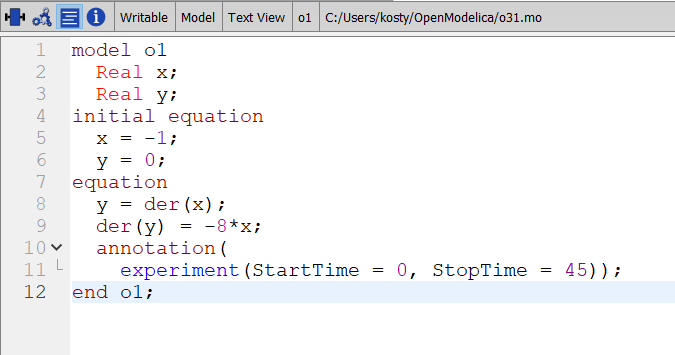 Writable Model Text View o1 C:/Users/kosty/OpenModelica/o31.mo
1 model o1
2   Real x;
3   Real y;
4 initial equation
5   x = -1;
6   y = 0;
7 equation
8   y = der(x);
9   der(y) = -8*x;
10   annotation(
11     experiment(StartTime = 0, StopTime = 45));
12 end o1;